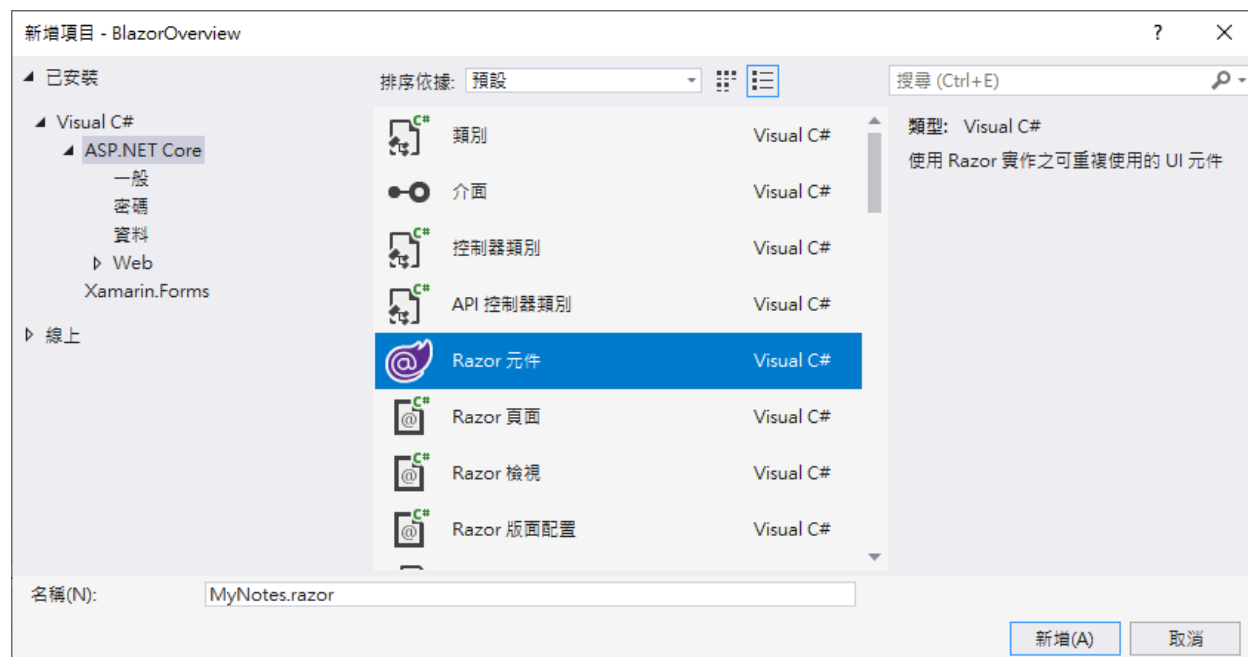 新增項目 - BlazorOverview
? ✕
已安裝
Visual C#
ASP.NET Core
一般
密碼
資料
Web
Xamarin.Forms
線上
排序依據: 預設
類別 Visual C#
介面 Visual C#
控制器類別 Visual C#
API 控制器類別 Visual C#
Razor 元件 Visual C#
Razor 頁面 Visual C#
Razor 檢視 Visual C#
Razor 版面配置 Visual C#
搜尋 (Ctrl+E)
類型: Visual C#
使用 Razor 實作之可重複使用的 UI 元件
名稱(N): MyNotes.razor
新增(A) 取消